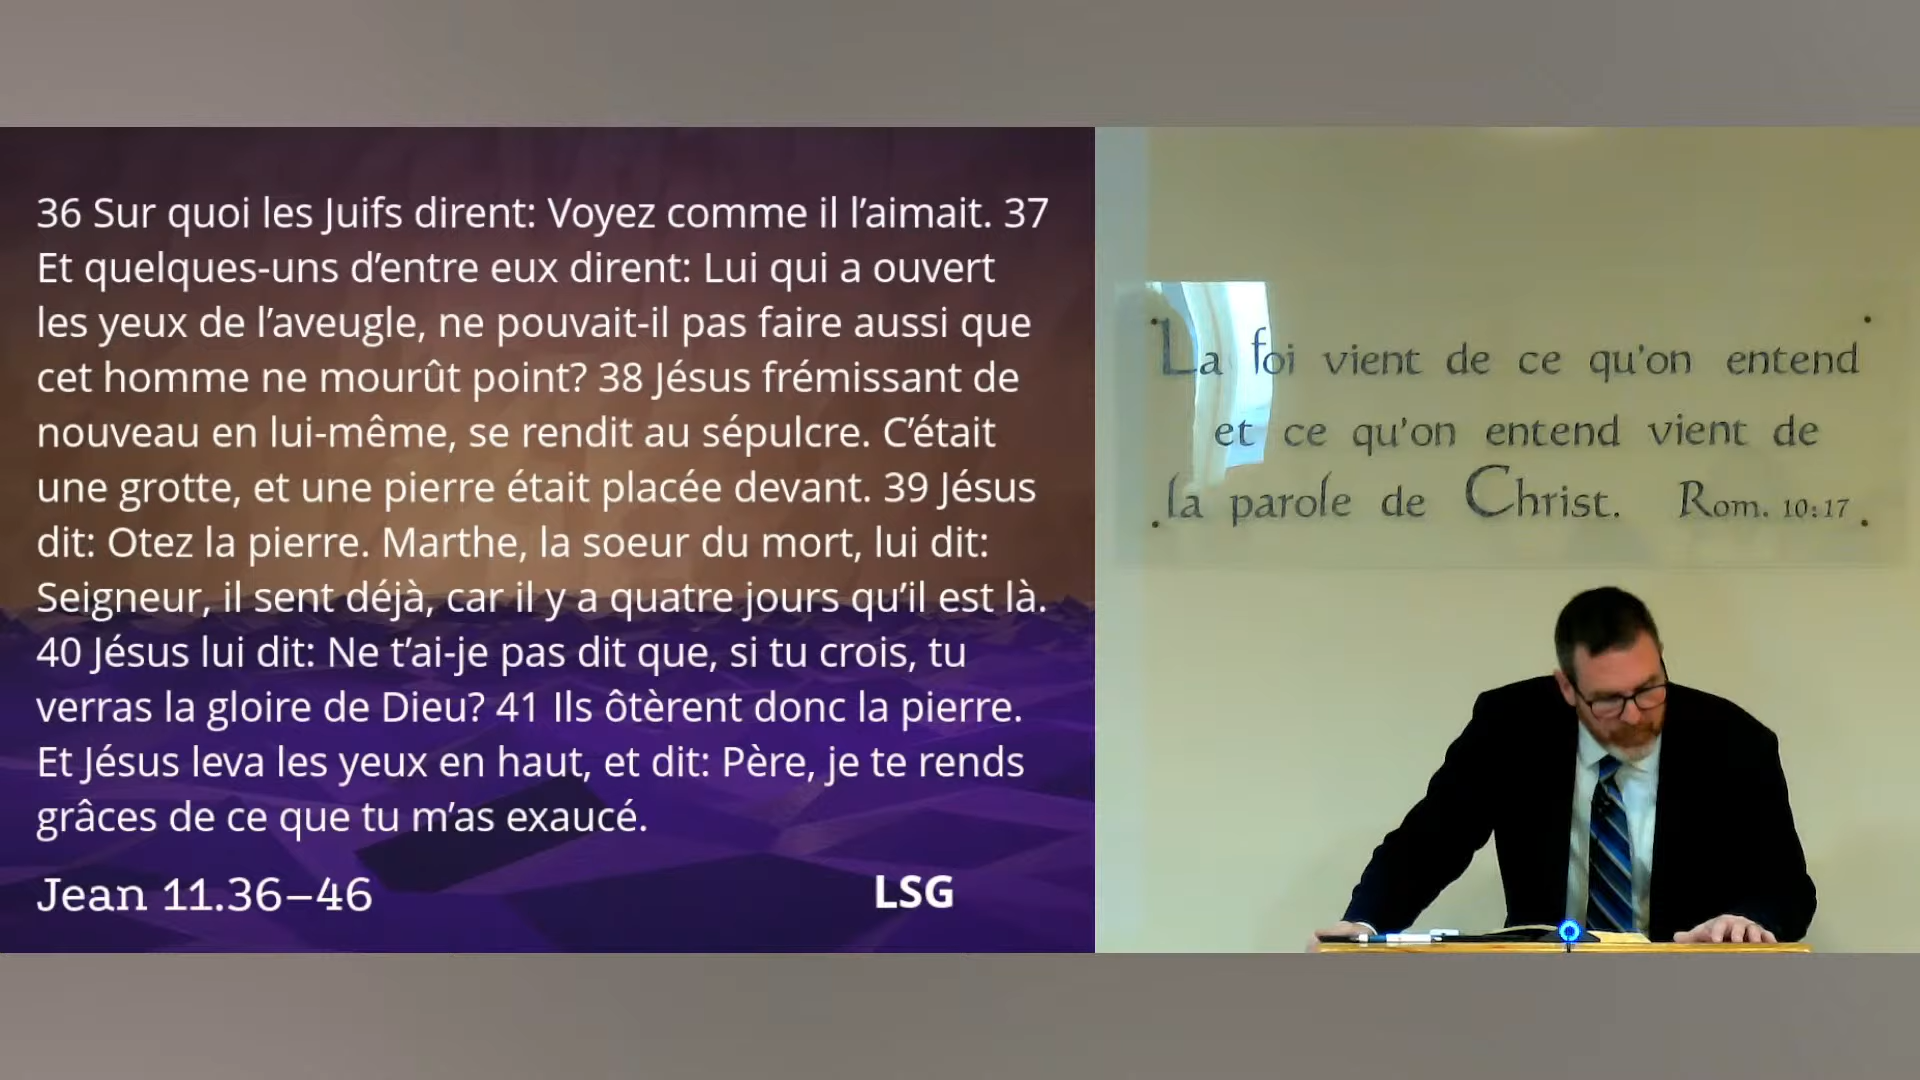 36 Sur quoi les Juifs dirent: Voyez comme il l’aimait. 37
Et quelques-uns d’entre eux dirent: Lui qui a ouvert
les yeux de l’aveugle, ne pouvait-il pas faire aussi que
cet homme ne mourût point? 38 Jésus frémissant de
nouveau en lui-même, se rendit au sépulcre. C’était
une grotte, et une pierre était placée devant. 39 Jésus
dit: Otez la pierre. Marthe, la soeur du mort, lui dit:
Seigneur, il sent déjà, car il y a quatre jours qu’il est là.
40 Jésus lui dit: Ne t’ai-je pas dit que, si tu crois, tu
verras la gloire de Dieu? 41 Ils ôtèrent donc la pierre.
Et Jésus leva les yeux en haut, et dit: Père, je te rends
grâces de ce que tu m’as exaucé.
Jean 11.36–46
LSG
La foi vient de ce qu'on entend
et ce qu'on entend vient de
la parole de Christ. Rom. 10:17